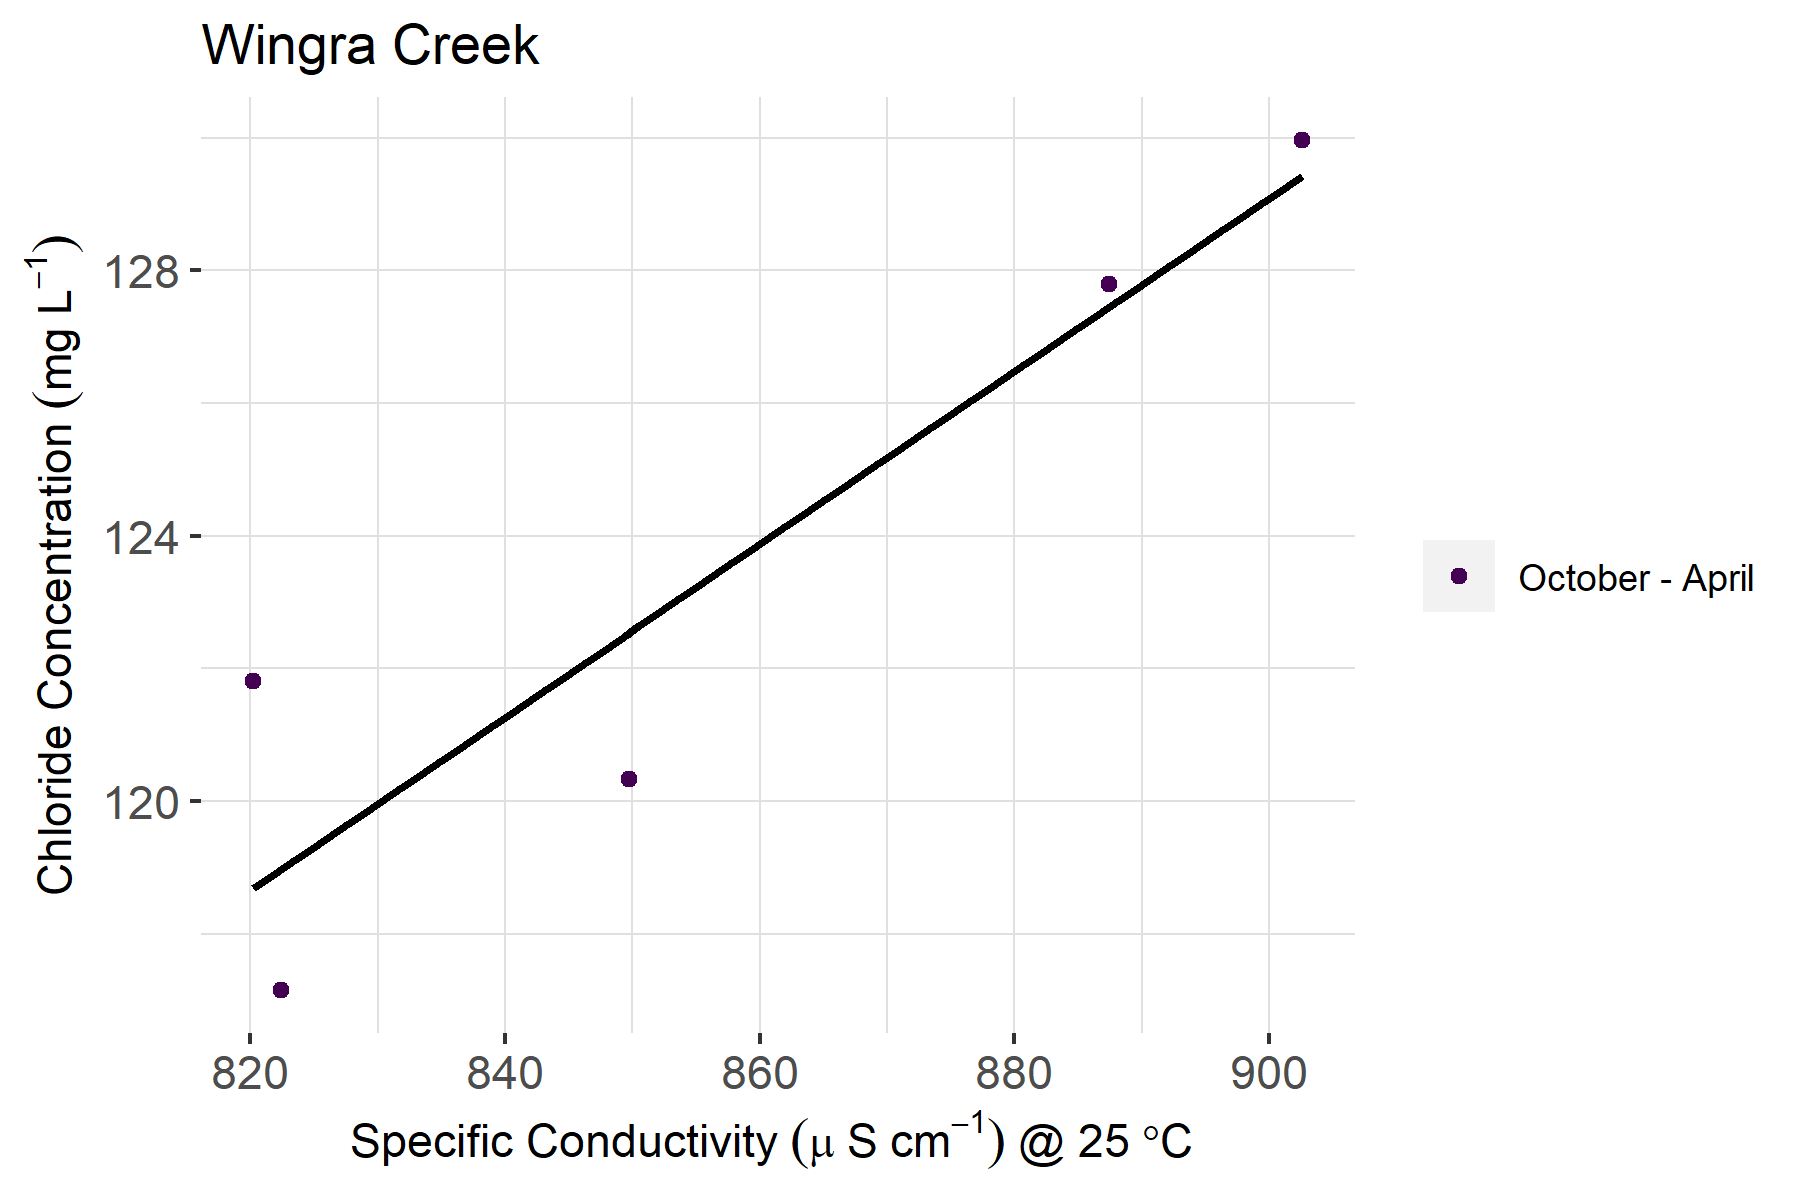 Wingra Creek
Chloride Concentration (mg L⁻¹)
128
124
120
820 840 860 880 900
Specific Conductivity (μ S cm⁻¹) @ 25 °C
October - April